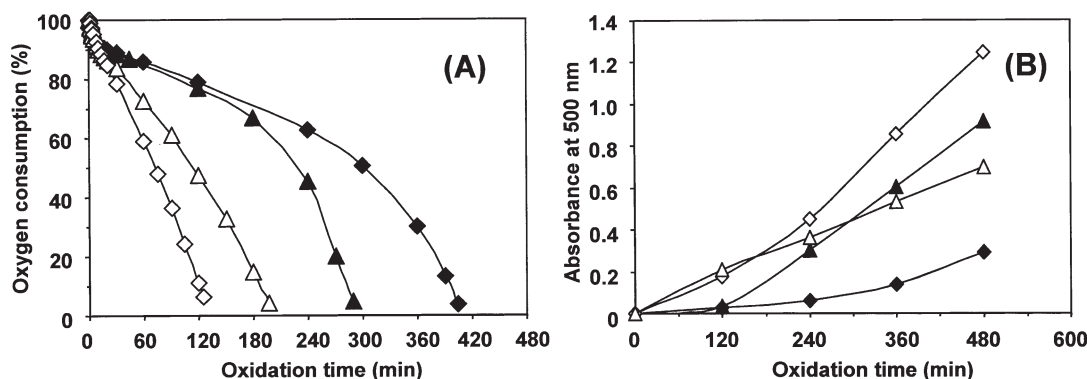 Oxygen consumption (%)
100
80
60
40
20
0
0 60 120 180 240 300 360 420 480
Oxidation time (min)
(A)
Absorbance at 500 nm
1.4
1.2
1.0
0.8
0.6
0.4
0.2
0
0 120 240 360 480 600
Oxidation time (min)
(B)